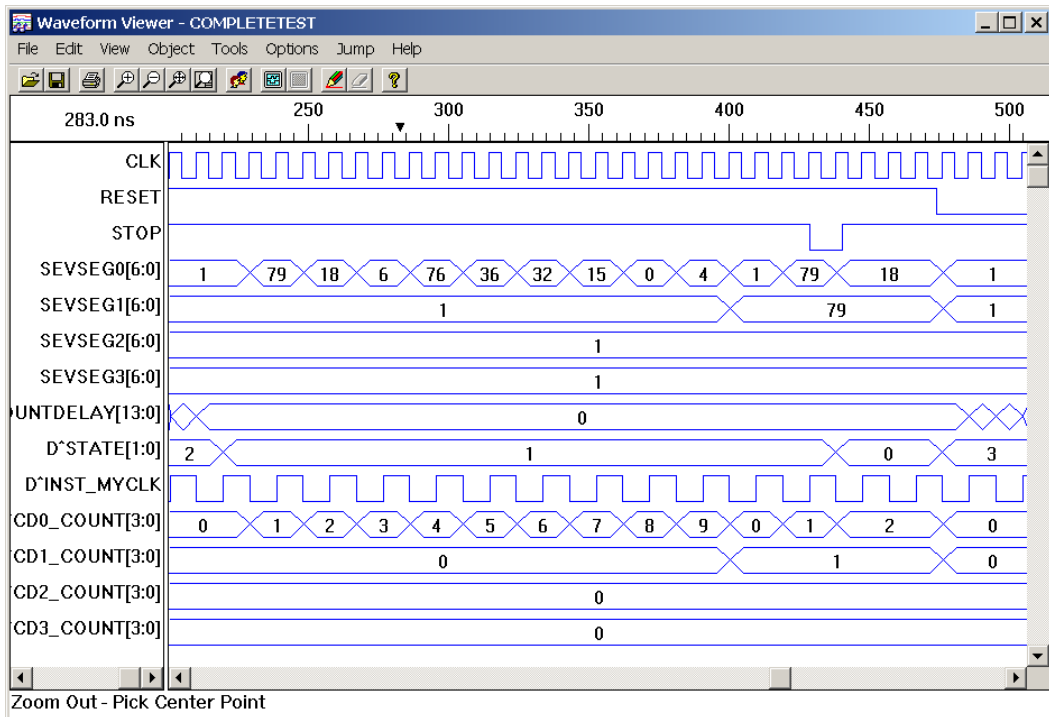 Waveform Viewer - COMPLETETEST
File Edit View Object Tools Options Jump Help
283.0 ns 250 300 350 400 450 500
CLK
RESET
STOP
SEVSEG0[6:0] 1 79 18 6 76 36 32 15 0 4 1 79 18 1
SEVSEG1[6:0] 1 79 1
SEVSEG2[6:0] 1
SEVSEG3[6:0] 1
UNTDELAY[13:0] 0
D^STATE[1:0] 2 1 0 3
D^INST_MYCLK
CD0_COUNT[3:0] 0 1 2 3 4 5 6 7 8 9 0 1 2 0
CD1_COUNT[3:0] 0 1 0
CD2_COUNT[3:0] 0
CD3_COUNT[3:0] 0
Zoom Out - Pick Center Point